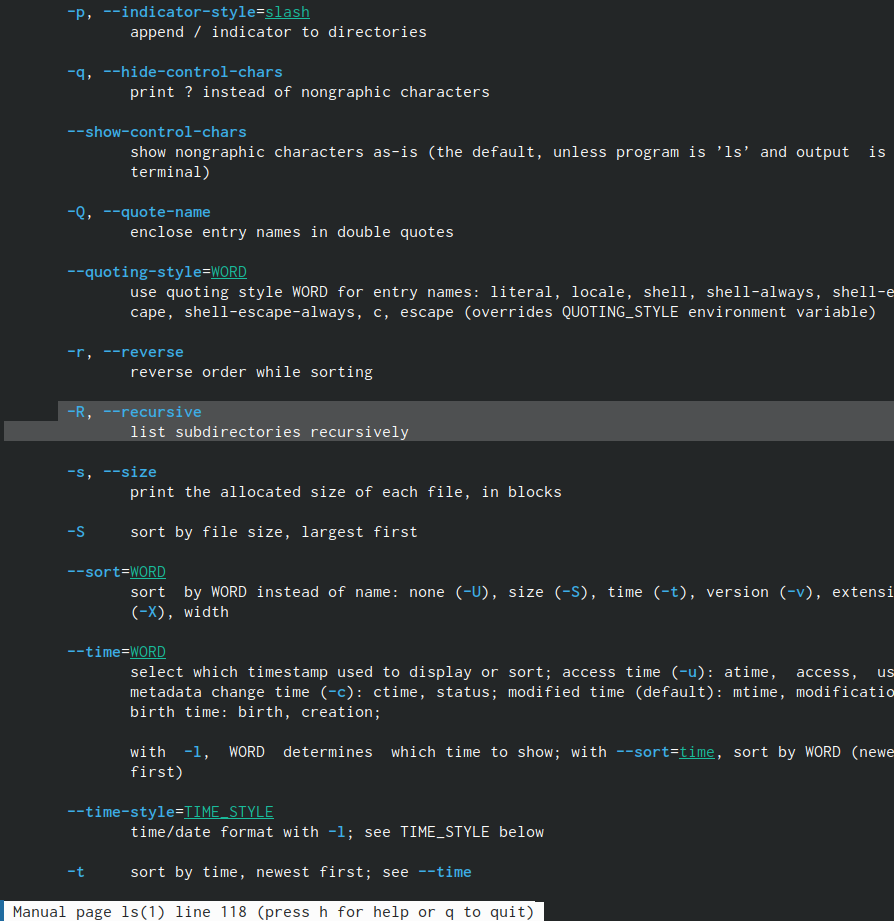 -p, --indicator-style=slash
append / indicator to directories
-q, --hide-control-chars
print ? instead of nongraphic characters
--show-control-chars
show nongraphic characters as-is (the default, unless program is ’ls’ and output  is
terminal)
-Q, --quote-name
enclose entry names in double quotes
--quoting-style=WORD
use quoting style WORD for entry names: literal, locale, shell, shell-always, shell-e
cape, shell-escape-always, c, escape (overrides QUOTING_STYLE environment variable)
-r, --reverse
reverse order while sorting
-R, --recursive
list subdirectories recursively
-s, --size
print the allocated size of each file, in blocks
-S     sort by file size, largest first
--sort=WORD
sort  by WORD instead of name: none (-U), size (-S), time (-t), version (-v), extensi
(-X), width
--time=WORD
select which timestamp used to display or sort; access time (-u): atime,  access,  us
metadata change time (-c): ctime, status; modified time (default): mtime, modificatio
birth time: birth, creation;
with  -l,  WORD  determines  which time to show; with --sort=time, sort by WORD (newe
first)
--time-style=TIME_STYLE
time/date format with -l; see TIME_STYLE below
-t     sort by time, newest first; see --time
Manual page ls(1) line 118 (press h for help or q to quit)